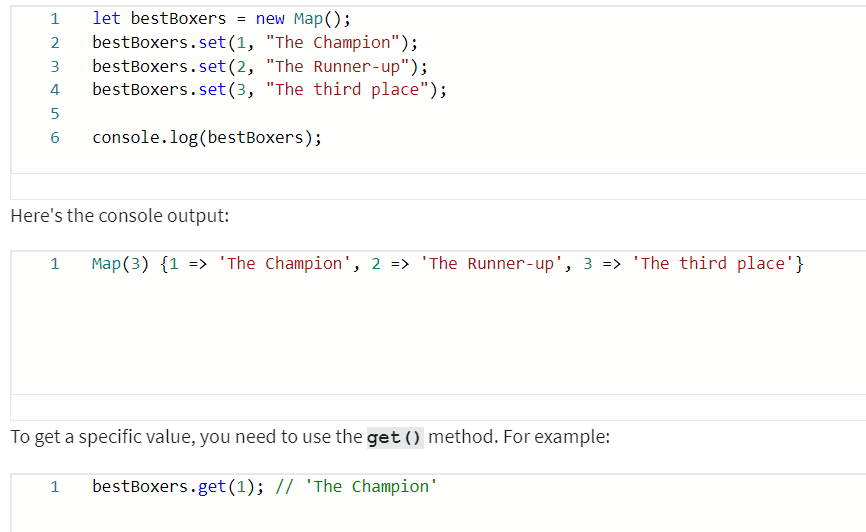 1 let bestBoxers = new Map();
2 bestBoxers.set(1, "The Champion");
3 bestBoxers.set(2, "The Runner-up");
4 bestBoxers.set(3, "The third place");
5
6 console.log(bestBoxers);
Here's the console output:
1 Map(3) {1 => 'The Champion', 2 => 'The Runner-up', 3 => 'The third place'}
To get a specific value, you need to use the get() method. For example:
1 bestBoxers.get(1); // 'The Champion'